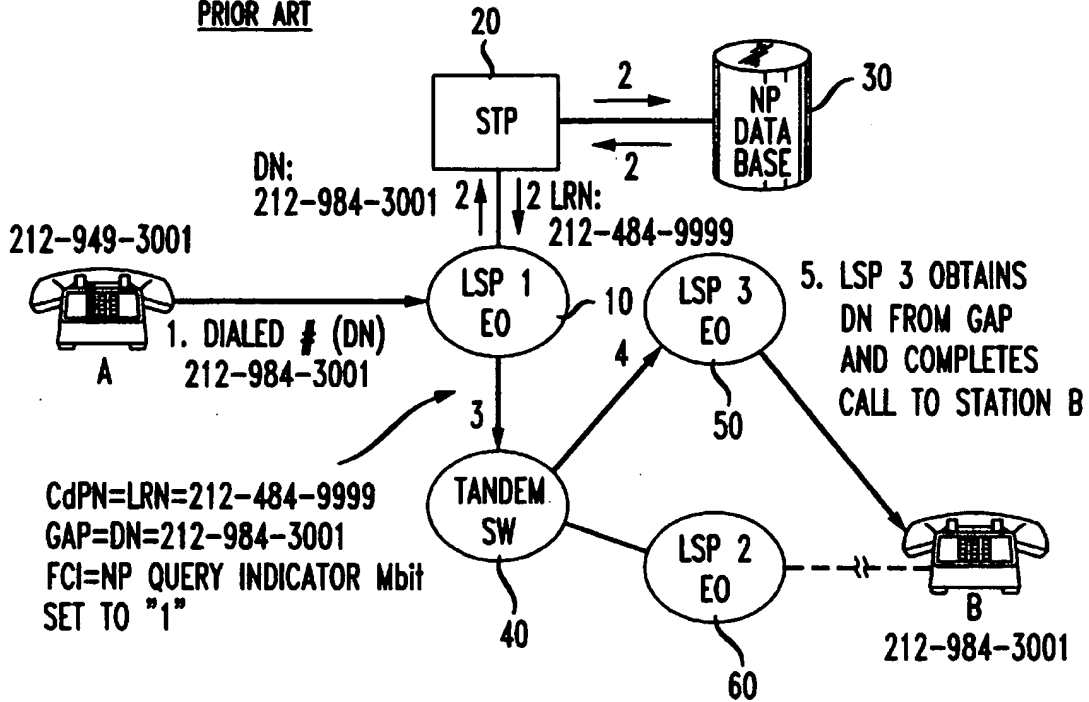 PRIOR ART
20
STP
2
2
NP
DATA
BASE
30
DN:
212-984-3001
2
2 LRN:
212-484-9999
212-949-3001
A
1. DIALED # (DN)
212-984-3001
LSP 1
EO
10
LSP 3
EO
50
5. LSP 3 OBTAINS
DN FROM GAP
AND COMPLETES
CALL TO STATION B
3
4
CdPN=LRN=212-484-9999
GAP=DN=212-984-3001
FCI=NP QUERY INDICATOR Mbit
SET TO "1"
TANDEM
SW
40
LSP 2
EO
60
B
212-984-3001